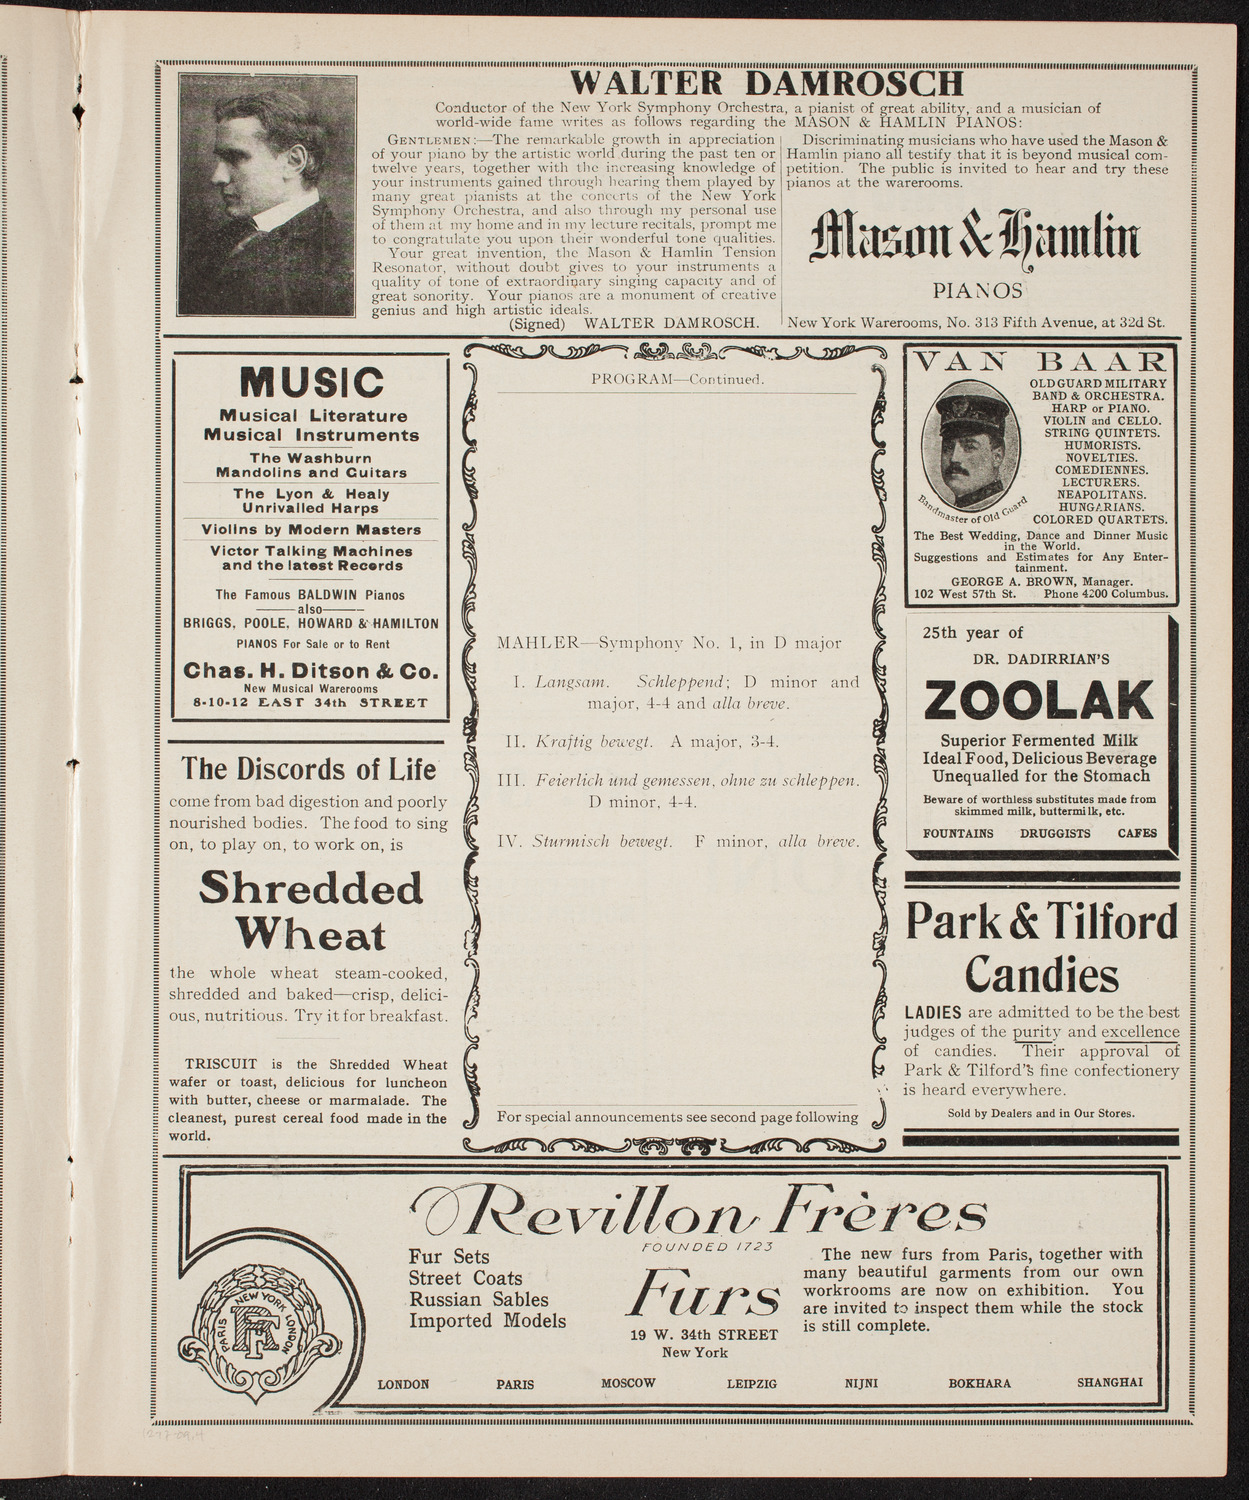 WALTER DAMROSCH
Conductor of the New York Symphony Orchestra, a pianist of great ability, and a musician of
world-wide fame writes as follows regarding the MASON & HAMLIN PIANOS:
GENTLEMEN:—The remarkable growth in appreciation
of your piano by the artistic world during the past ten or
twelve years, together with the increasing knowledge of
your instruments gained through hearing them played by
many great pianists at the concerts of the New York
Symphony Orchestra, and also through my personal use
of them at my home and in my lecture recitals, prompt me
to congratulate you upon their wonderful tone qualities.
Your great invention, the Mason & Hamlin Tension
Resonator, without doubt gives to your instruments a
quality of tone of extraordinary singing capacity and of
great sonority. Your pianos are a monument of creative
genius and high artistic ideals.
(Signed) WALTER DAMROSCH.
Discriminating musicians who have used the Mason &
Hamlin piano all testify that it is beyond musical com-
petition. The public is invited to hear and try these
pianos at the warerooms.
Mason & Hamlin
PIANOS
New York Warerooms, No. 313 Fifth Avenue, at 32d St.
MUSIC
Musical Literature
Musical Instruments
The Washburn
Mandolins and Guitars
The Lyon & Healy
Unrivalled Harps
Violins by Modern Masters
Victor Talking Machines
and the latest Records
The Famous BALDWIN Pianos
also
BRIGGS, POOLE, HOWARD & HAMILTON
PIANOS For Sale or to Rent
Chas. H. Ditson & Co.
New Musical Warerooms
8-10-12 EAST 34th STREET
The Discords of Life
come from bad digestion and poorly
nourished bodies. The food to sing
on, to play on, to work on, is
Shredded
Wheat
the whole wheat steam-cooked,
shredded and baked—crisp, delici-
ous, nutritious. Try it for breakfast.
TRISCUIT is the Shredded Wheat
wafer or toast, delicious for luncheon
with butter, cheese or marmalade. The
cleanest, purest cereal food made in the
world.
PROGRAM—Continued.
MAHLER—Symphony No. 1, in D major
I. Langsam. Schleppend; D minor and
major, 4-4 and alla breve.
II. Kraftig bewegt. A major, 3-4.
III. Feierlich und gemessen, ohne zu schleppen.
D minor, 4-4.
IV. Sturmisch bewegt. F minor, alla breve.
For special announcements see second page following
VAN BAAR
OLD GUARD MILITARY
BAND & ORCHESTRA.
HARP or PIANO.
VIOLIN and CELLO.
STRING QUINTETS.
HUMORISTS.
NOVELTIES.
COMEDIENNES.
LECTURERS.
NEAPOLITANS.
HUNGARIANS.
COLORED QUARTETS.
Bandmaster of Old Guard
The Best Wedding, Dance and Dinner Music
in the World.
Suggestions and Estimates for Any Enter-
tainment.
GEORGE A. BROWN, Manager.
102 West 57th St. Phone 4200 Columbus.
25th year of
DR. DADIRRIAN'S
ZOOLAK
Superior Fermented Milk
Ideal Food, Delicious Beverage
Unequalled for the Stomach
Beware of worthless substitutes made from
skimmed milk, buttermilk, etc.
FOUNTAINS DRUGGISTS CAFES
Park & Tilford
Candies
LADIES are admitted to be the best
judges of the purity and excellence
of candies. Their approval of
Park & Tilford's fine confectionery
is heard everywhere.
Sold by Dealers and in Our Stores.
Revillon Frères
FOUNDED 1723
Fur Sets
Street Coats
Russian Sables
Imported Models
Furs
19 W. 34th STREET
New York
The new furs from Paris, together with
many beautiful garments from our own
workrooms are now on exhibition. You
are invited to inspect them while the stock
is still complete.
NEW YORK
PARIS
LONDON
RF
LONDON PARIS MOSCOW LEIPZIG NIJNI BOKHARA SHANGHAI